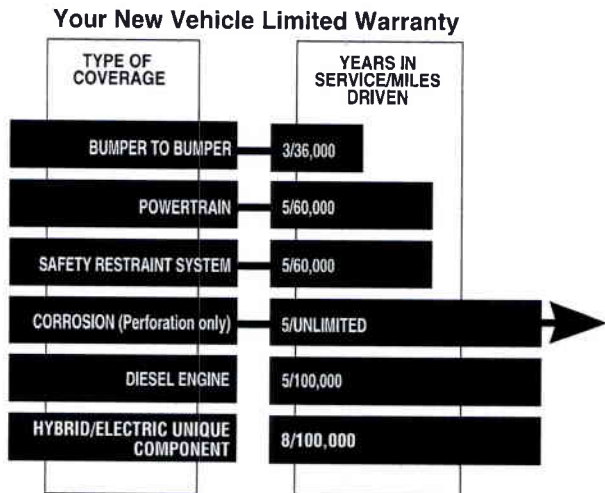 Your New Vehicle Limited Warranty
TYPE OF
COVERAGE
YEARS IN
SERVICE/MILES
DRIVEN
BUMPER TO BUMPER
3/36,000
POWERTRAIN
5/60,000
SAFETY RESTRAINT SYSTEM
5/60,000
CORROSION (Perforation only)
5/UNLIMITED
DIESEL ENGINE
5/100,000
HYBRID/ELECTRIC UNIQUE
COMPONENT
8/100,000